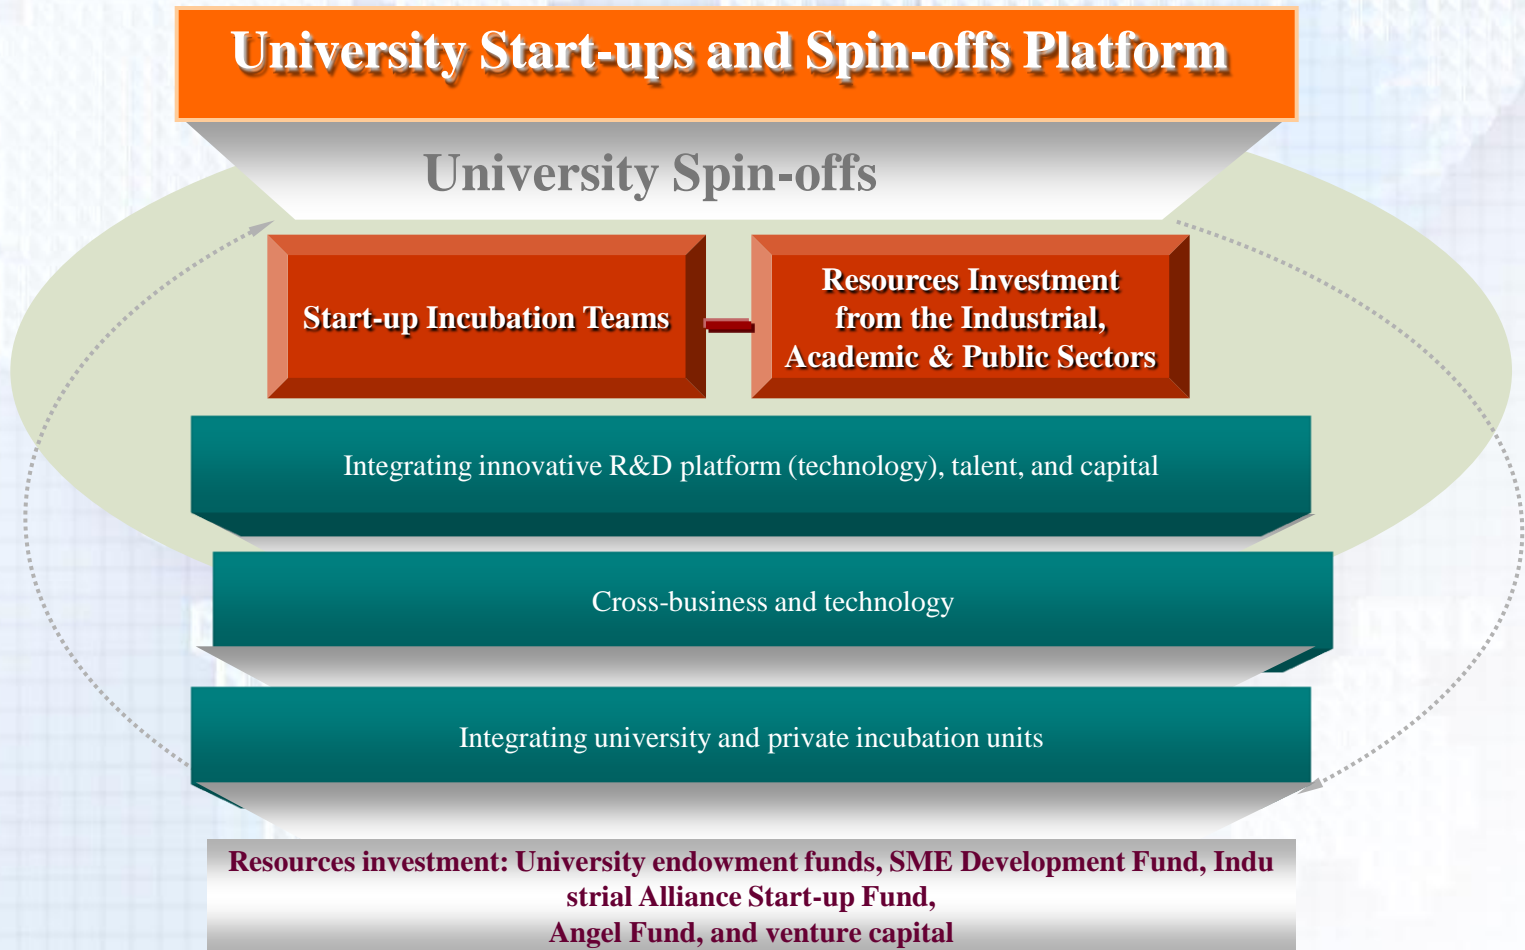 University Start-ups and Spin-offs Platform
University Spin-offs
Start-up Incubation Teams
Resources Investment
from the Industrial,
Academic & Public Sectors
Integrating innovative R&D platform (technology), talent, and capital
Cross-business and technology
Integrating university and private incubation units
Resources investment: University endowment funds, SME Development Fund, Indu
strial Alliance Start-up Fund,
Angel Fund, and venture capital